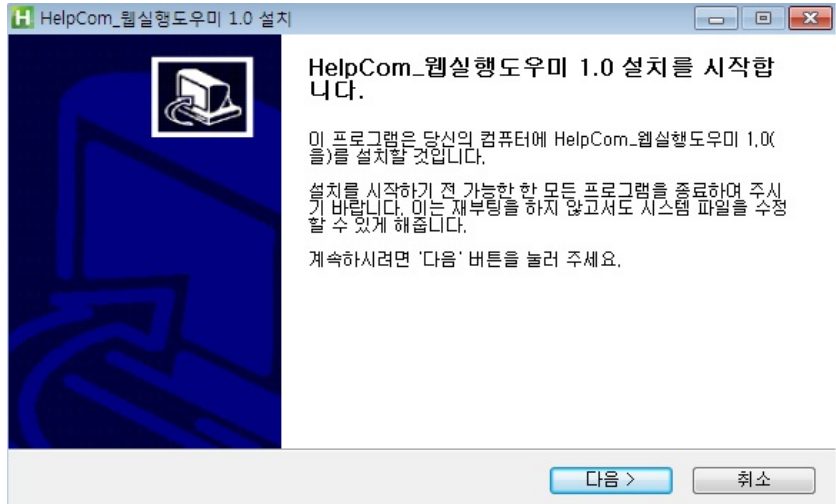 HelpCom_웹실행도우미 1.0 설치
HelpCom_웹실행도우미 1.0 설치를 시작합
니다.
이 프로그램은 당신의 컴퓨터에 HelpCom_웹실행도우미 1.0(
을)를 설치할 것입니다.
설치를 시작하기 전 가능한 한 모든 프로그램을 종료하여 주시
기 바랍니다. 이는 재부팅을 하지 않고서도 시스템 파일을 수정
할 수 있게 해줍니다.
계속하시려면 '다음' 버튼을 눌러 주세요.
다음 >
취소